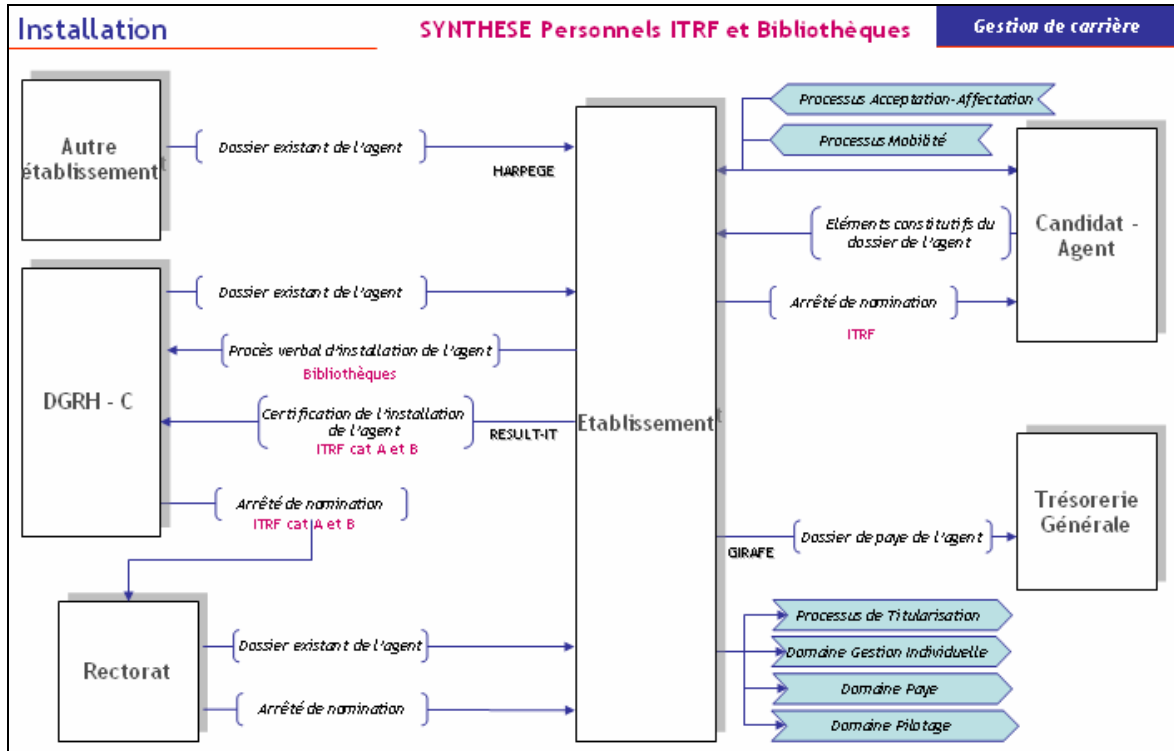 Installation
SYNTHESE Personnels ITRF et Bibliothèques
Gestion de carrière
Autre
établissement
Dossier existant de l'agent
HARPEGE
Processus Acceptation-Affectation
Processus Mobilité
Candidat -
Agent
Eléments constitutifs du
dossier de l'agent
Arrêté de nomination
ITRF
DGRH - C
Dossier existant de l'agent
Procès verbal d'installation de l'agent
Bibliothèques
Certification de l'installation
de l'agent
ITRF cat A et B
RESULT-IT
Etablissement
Arrêté de nomination
ITRF cat A et B
Trésorerie
Générale
GIRAFE
Dossier de paye de l'agent
Rectorat
Dossier existant de l'agent
Arrêté de nomination
Processus de Titularisation
Domaine Gestion Individuelle
Domaine Paye
Domaine Pilotage